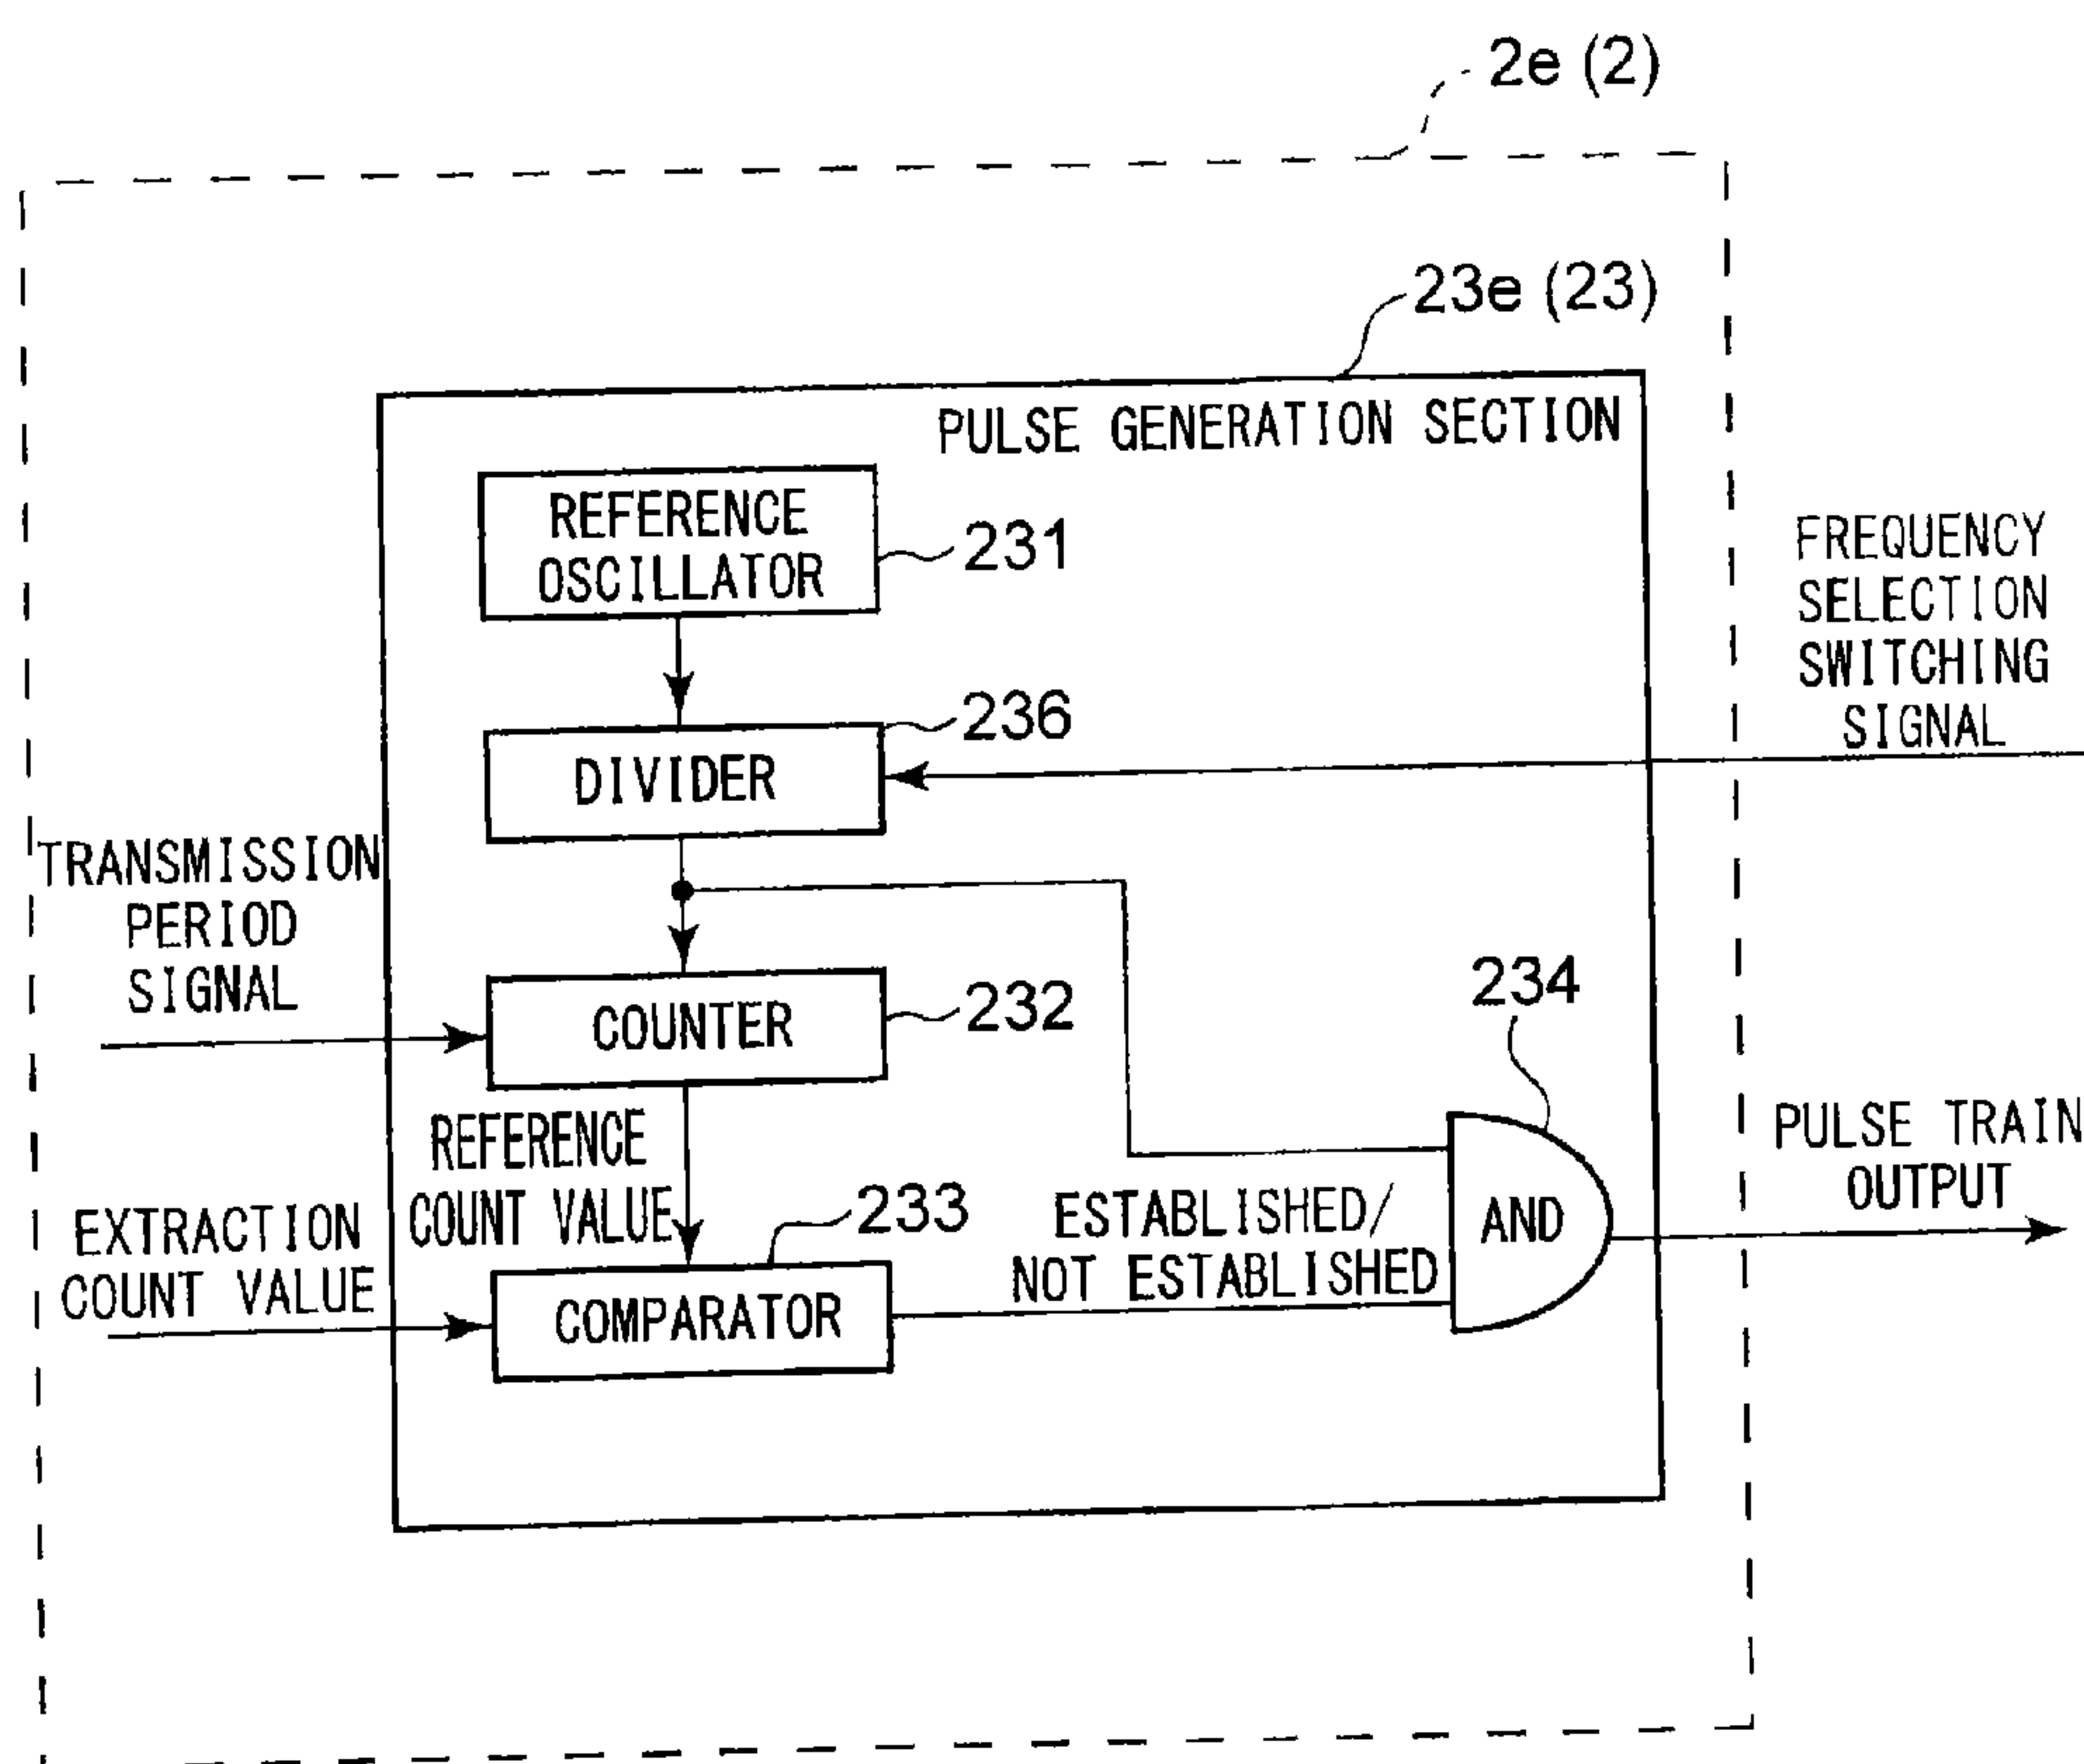 2e (2)
23e (23)
PULSE GENERATION SECTION
REFERENCE
OSCILLATOR
231
FREQUENCY
SELECTION
SWITCHING
SIGNAL
236
DIVIDER
TRANSMISSION
PERIOD
SIGNAL
COUNTER
232
234
REFERENCE
COUNT VALUE
233
EXTRACTION
COUNT VALUE
COMPARATOR
ESTABLISHED/
NOT ESTABLISHED
AND
PULSE TRAIN
OUTPUT